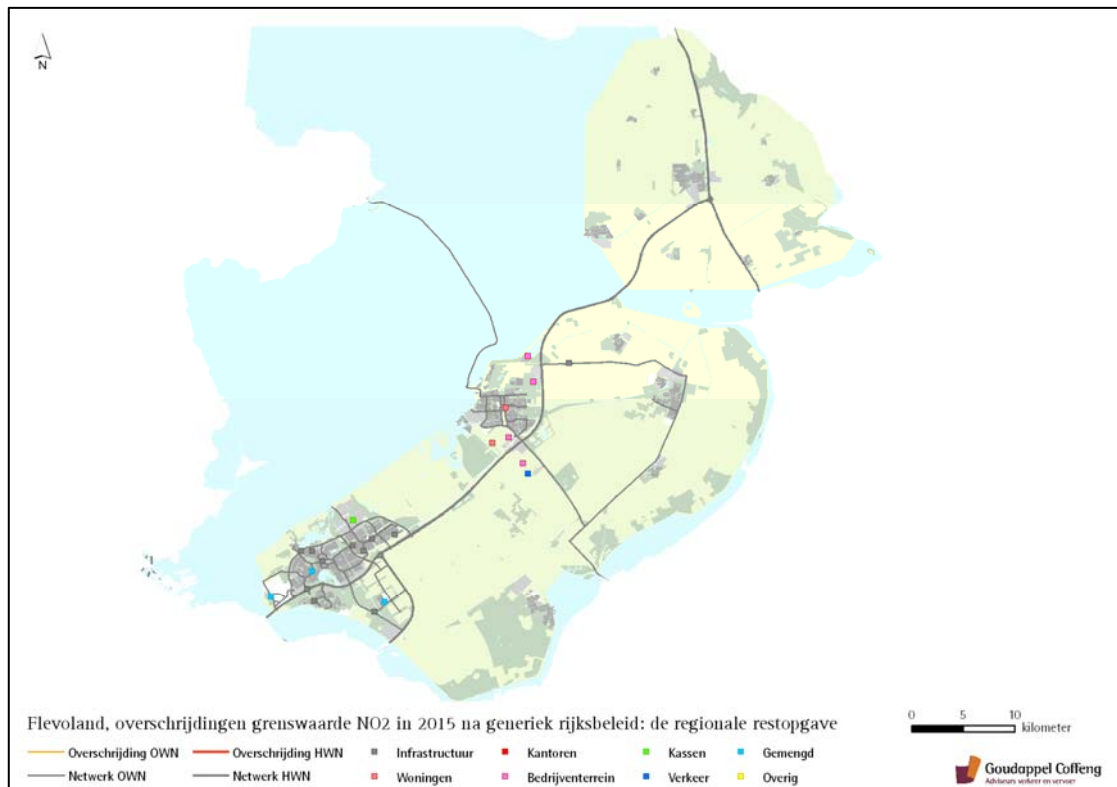 N
Flevoland, overschrijdingen grenswaarde NO2 in 2015 na generiek rijksbeleid: de regionale restopgave
0 5 10
kilometer
Overschrijding OWN Overschrijding HWN Infrastructuur Kantoren Kassen Gemengd
Netwerk OWN Netwerk HWN Woningen Bedrijventerrein Verkeer Overig
Goudappel Coffeng
Adviseurs verkeer en vervoer